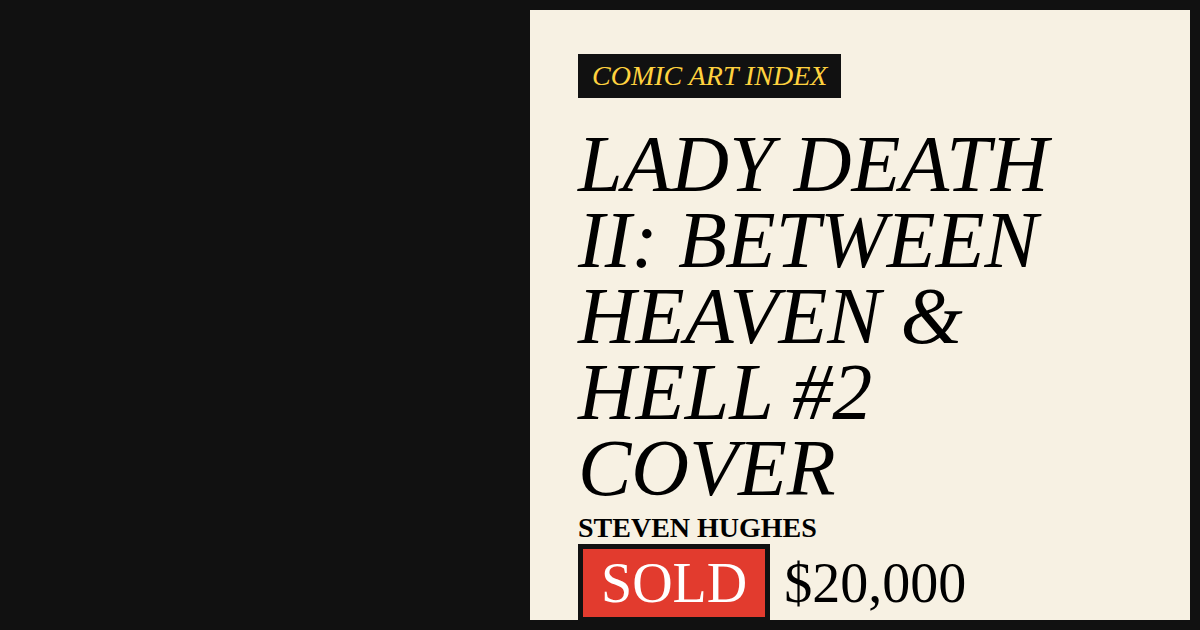 COMIC ART INDEX
LADY DEATH
II: BETWEEN
HEAVEN &
HELL #2
COVER
STEVEN HUGHES
SOLD $20,000